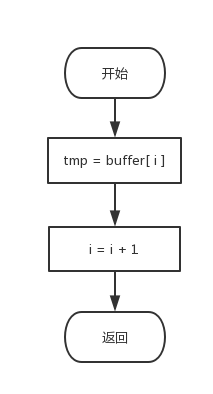 开始
tmp = buffer[ i ]
i = i + 1
返回